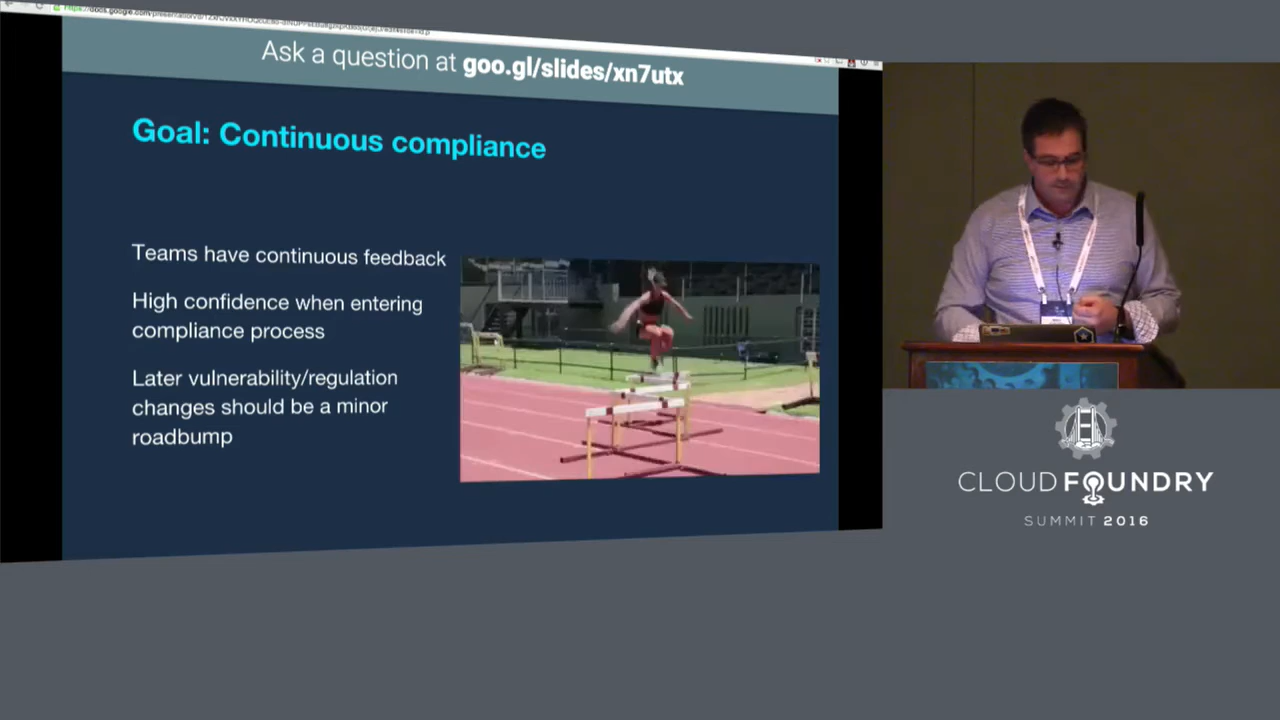 Ask a question at goo.gl/slides/xn7utx
Goal: Continuous compliance
Teams have continuous feedback
High confidence when entering
compliance process
Later vulnerability/regulation
changes should be a minor
roadbump
CLOUD FOUNDRY
SUMMIT 2016